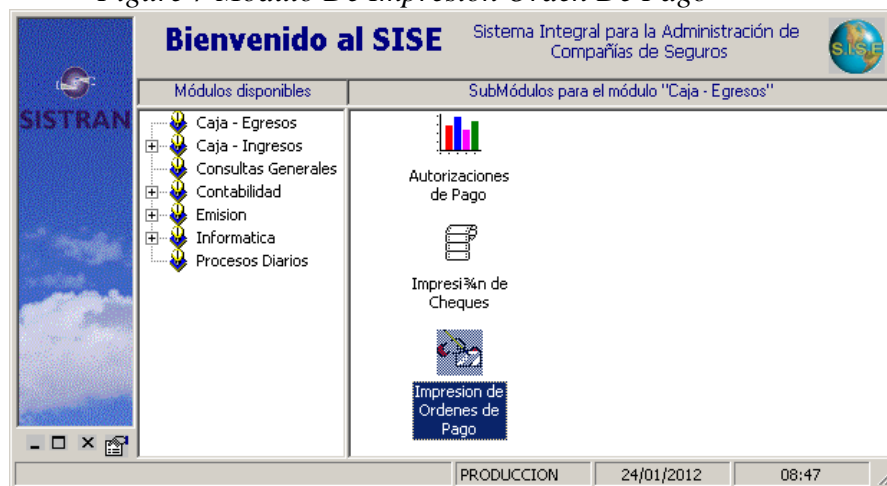 Figure 7 Modulo De Impresión Orden De Pago
Bienvenido al SISE
Sistema Integral para la Administración de
Compañías de Seguros
S.I.S.E
Módulos disponibles
SubMódulos para el módulo "Caja - Egresos"
SISTRAN
Caja - Egresos
Caja - Ingresos
Consultas Generales
Contabilidad
Emision
Informatica
Procesos Diarios
Autorizaciones
de Pago
Impresi¾n de
Cheques
Impresion de
Ordenes de
Pago
PRODUCCION
24/01/2012
08:47